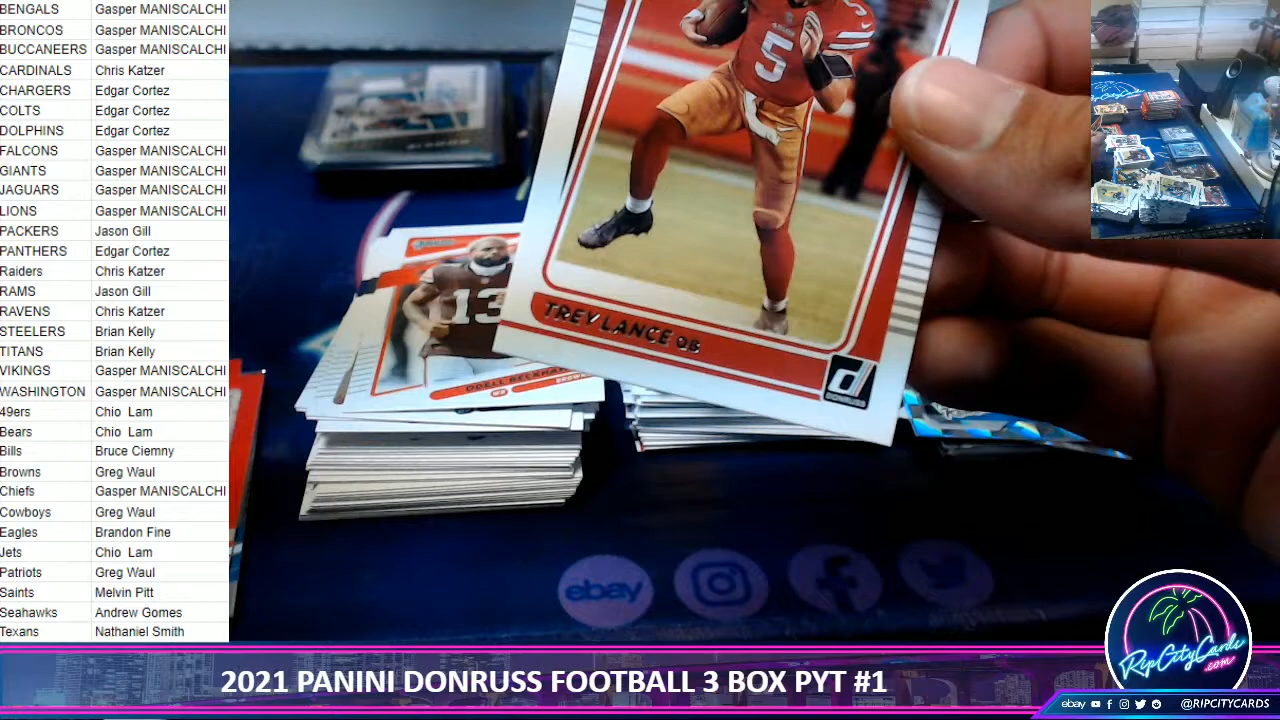 BENGALS Gasper MANISCALCHI
BRONCOS Gasper MANISCALCHI
BUCCANEERS Gasper MANISCALCHI
CARDINALS Chris Katzer
CHARGERS Edgar Cortez
COLTS Edgar Cortez
DOLPHINS Edgar Cortez
FALCONS Gasper MANISCALCHI
GIANTS Gasper MANISCALCHI
JAGUARS Gasper MANISCALCHI
LIONS Gasper MANISCALCHI
PACKERS Jason Gill
PANTHERS Edgar Cortez
Raiders Chris Katzer
RAMS Jason Gill
RAVENS Chris Katzer
STEELERS Brian Kelly
TITANS Brian Kelly
VIKINGS Gasper MANISCALCHI
WASHINGTON Gasper MANISCALCHI
49ers Chio Lam
Bears Chio Lam
Bills Bruce Ciemny
Browns Greg Waul
Chiefs Gasper MANISCALCHI
Cowboys Greg Waul
Eagles Brandon Fine
Jets Chio Lam
Patriots Greg Waul
Saints Melvin Pitt
Seahawks Andrew Gomes
Texans Nathaniel Smith
5
TREY LANCE QB
d
DONRUSS
13
ODELL BECKHAM
ebay
RipCityCards
.com
2021 PANINI DONRUSS FOOTBALL 3 BOX PYT #1
ebay @RIPCITYCARDS